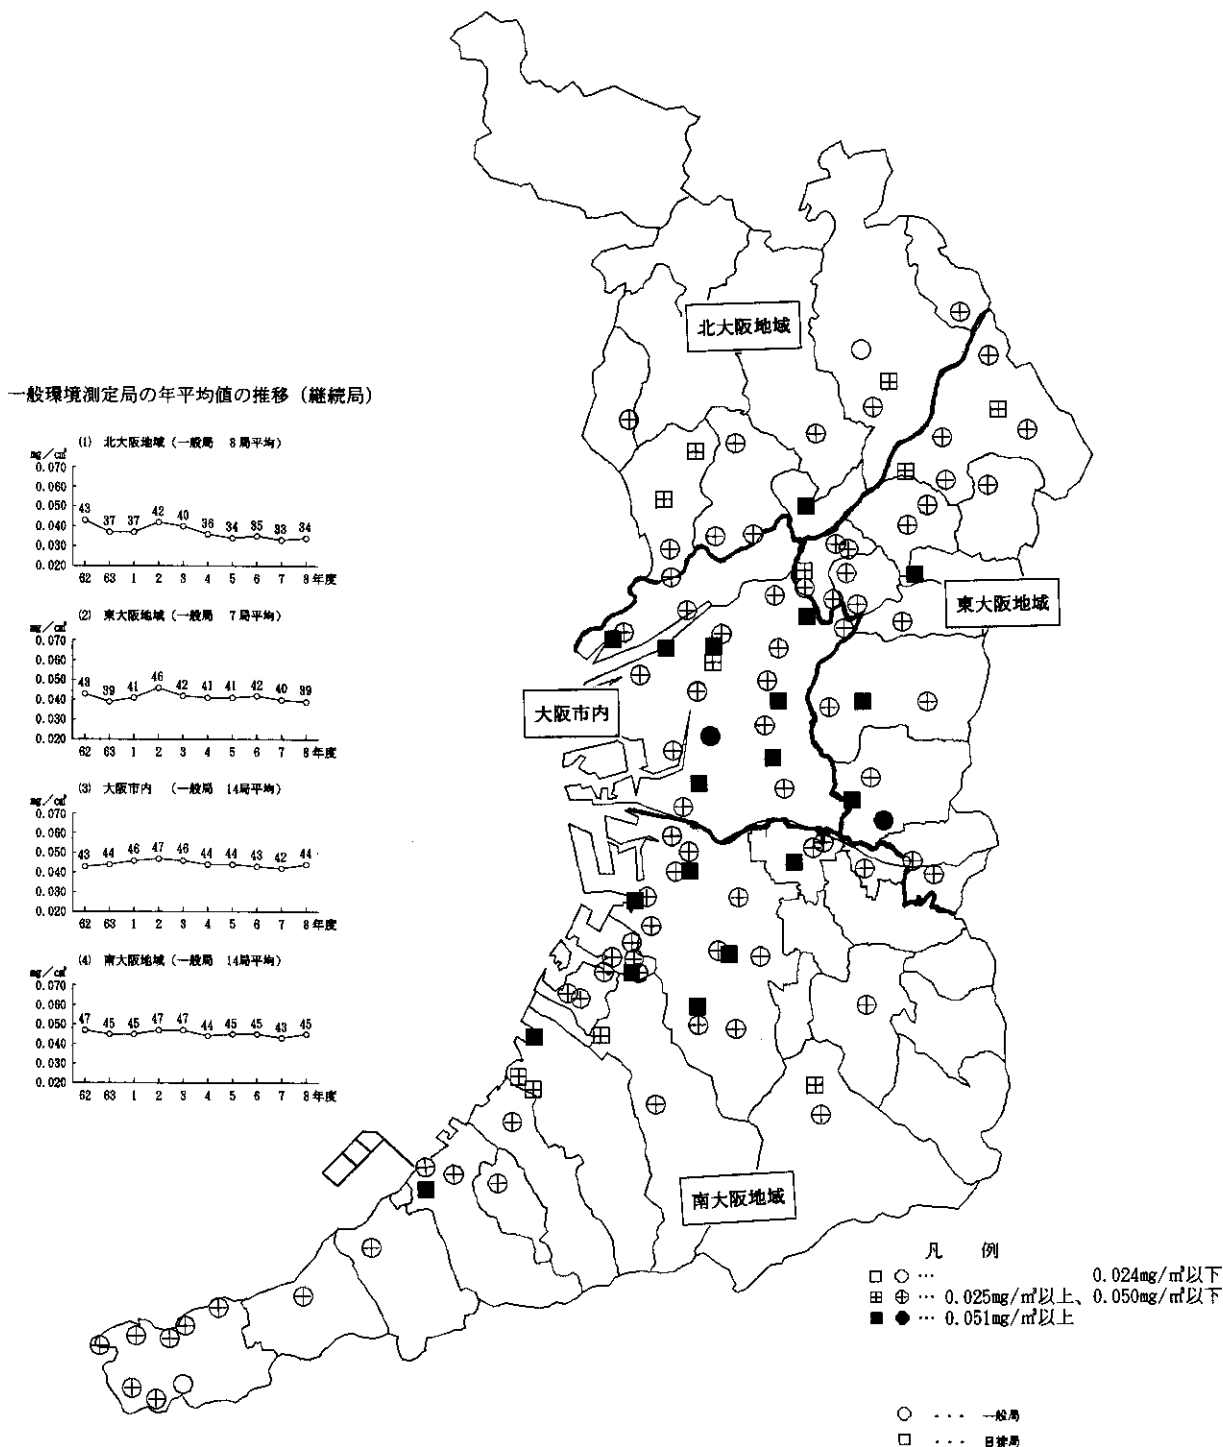 一般環境測定局の年平均値の推移（継続局）
(1) 北大阪地域（一般局 8局平均）
mg／㎥
0.070
0.060
0.050
0.040
0.030
0.020
43 37 37 42 40 36 34 35 33 34
62 63 1 2 3 4 5 6 7 8年度
(2) 東大阪地域（一般局 7局平均）
mg／㎥
0.070
0.060
0.050
0.040
0.030
0.020
43 39 41 46 42 41 41 42 40 39
62 63 1 2 3 4 5 6 7 8年度
(3) 大阪市内 （一般局 14局平均）
mg／㎥
0.070
0.060
0.050
0.040
0.030
0.020
43 44 46 47 46 44 44 43 42 44
62 63 1 2 3 4 5 6 7 8年度
(4) 南大阪地域（一般局 14局平均）
mg／㎥
0.070
0.060
0.050
0.040
0.030
0.020
47 45 45 47 47 44 45 45 43 45
62 63 1 2 3 4 5 6 7 8年度
北大阪地域
東大阪地域
大阪市内
南大阪地域
凡 例
□ ○ … 0.024mg/㎥以下
⊞ ⊕ … 0.025mg/㎥以上、0.050mg/㎥以下
■ ● … 0.051mg/㎥以上
○ ・・・ 一般局
□ ・・・ 自排局